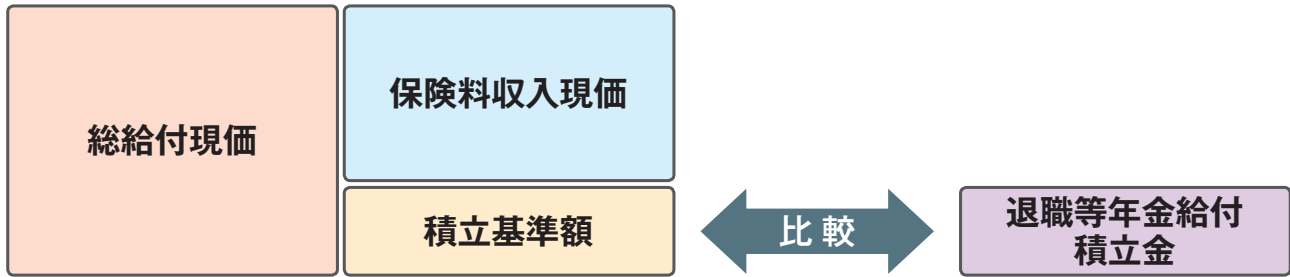 総給付現価
保険料収入現価
積立基準額
比較
退職等年金給付
積立金